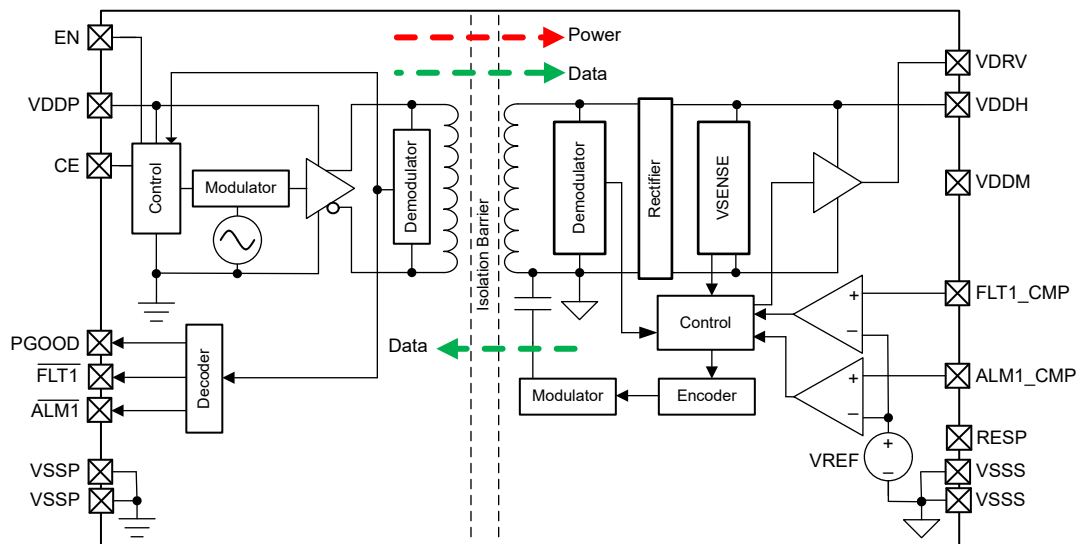 EN
VDDP
CE
Control
Modulator
Demodulator
Power
Data
Isolation Barrier
Demodulator
Rectifier
VSENSE
VDRV
VDDH
VDDM
PGOOD
FLT1
ALM1
Decoder
Data
Control
Modulator
Encoder
+
−
+
−
FLT1_CMP
ALM1_CMP
RESP
VREF
+
−
VSSP
VSSP
VSSS
VSSS